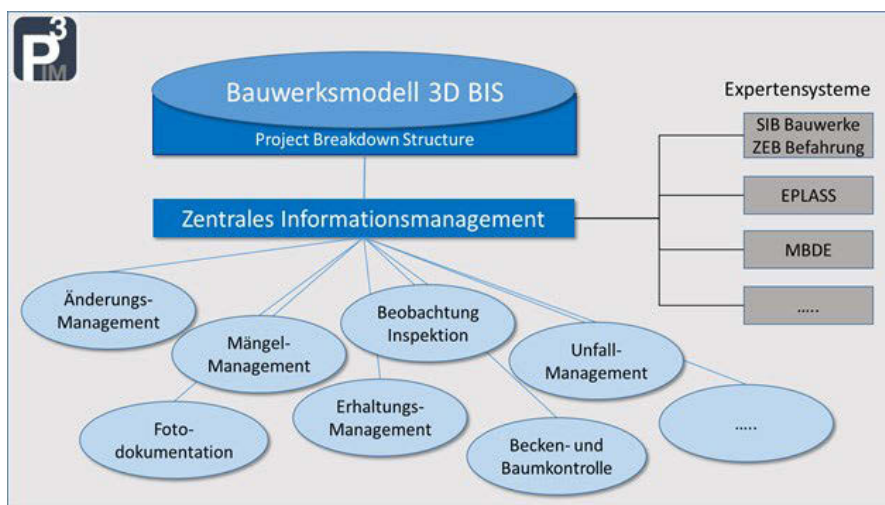 P3
IM
Bauwerksmodell 3D BIS
Project Breakdown Structure
Zentrales Informationsmanagement
Expertensysteme
SIB Bauwerke
ZEB Befahrung
EPLASS
MBDE
.....
Änderungs-
Management
Mängel-
Management
Beobachtung
Inspektion
Unfall-
Management
Foto-
dokumentation
Erhaltungs-
Management
Becken- und
Baumkontrolle
.....